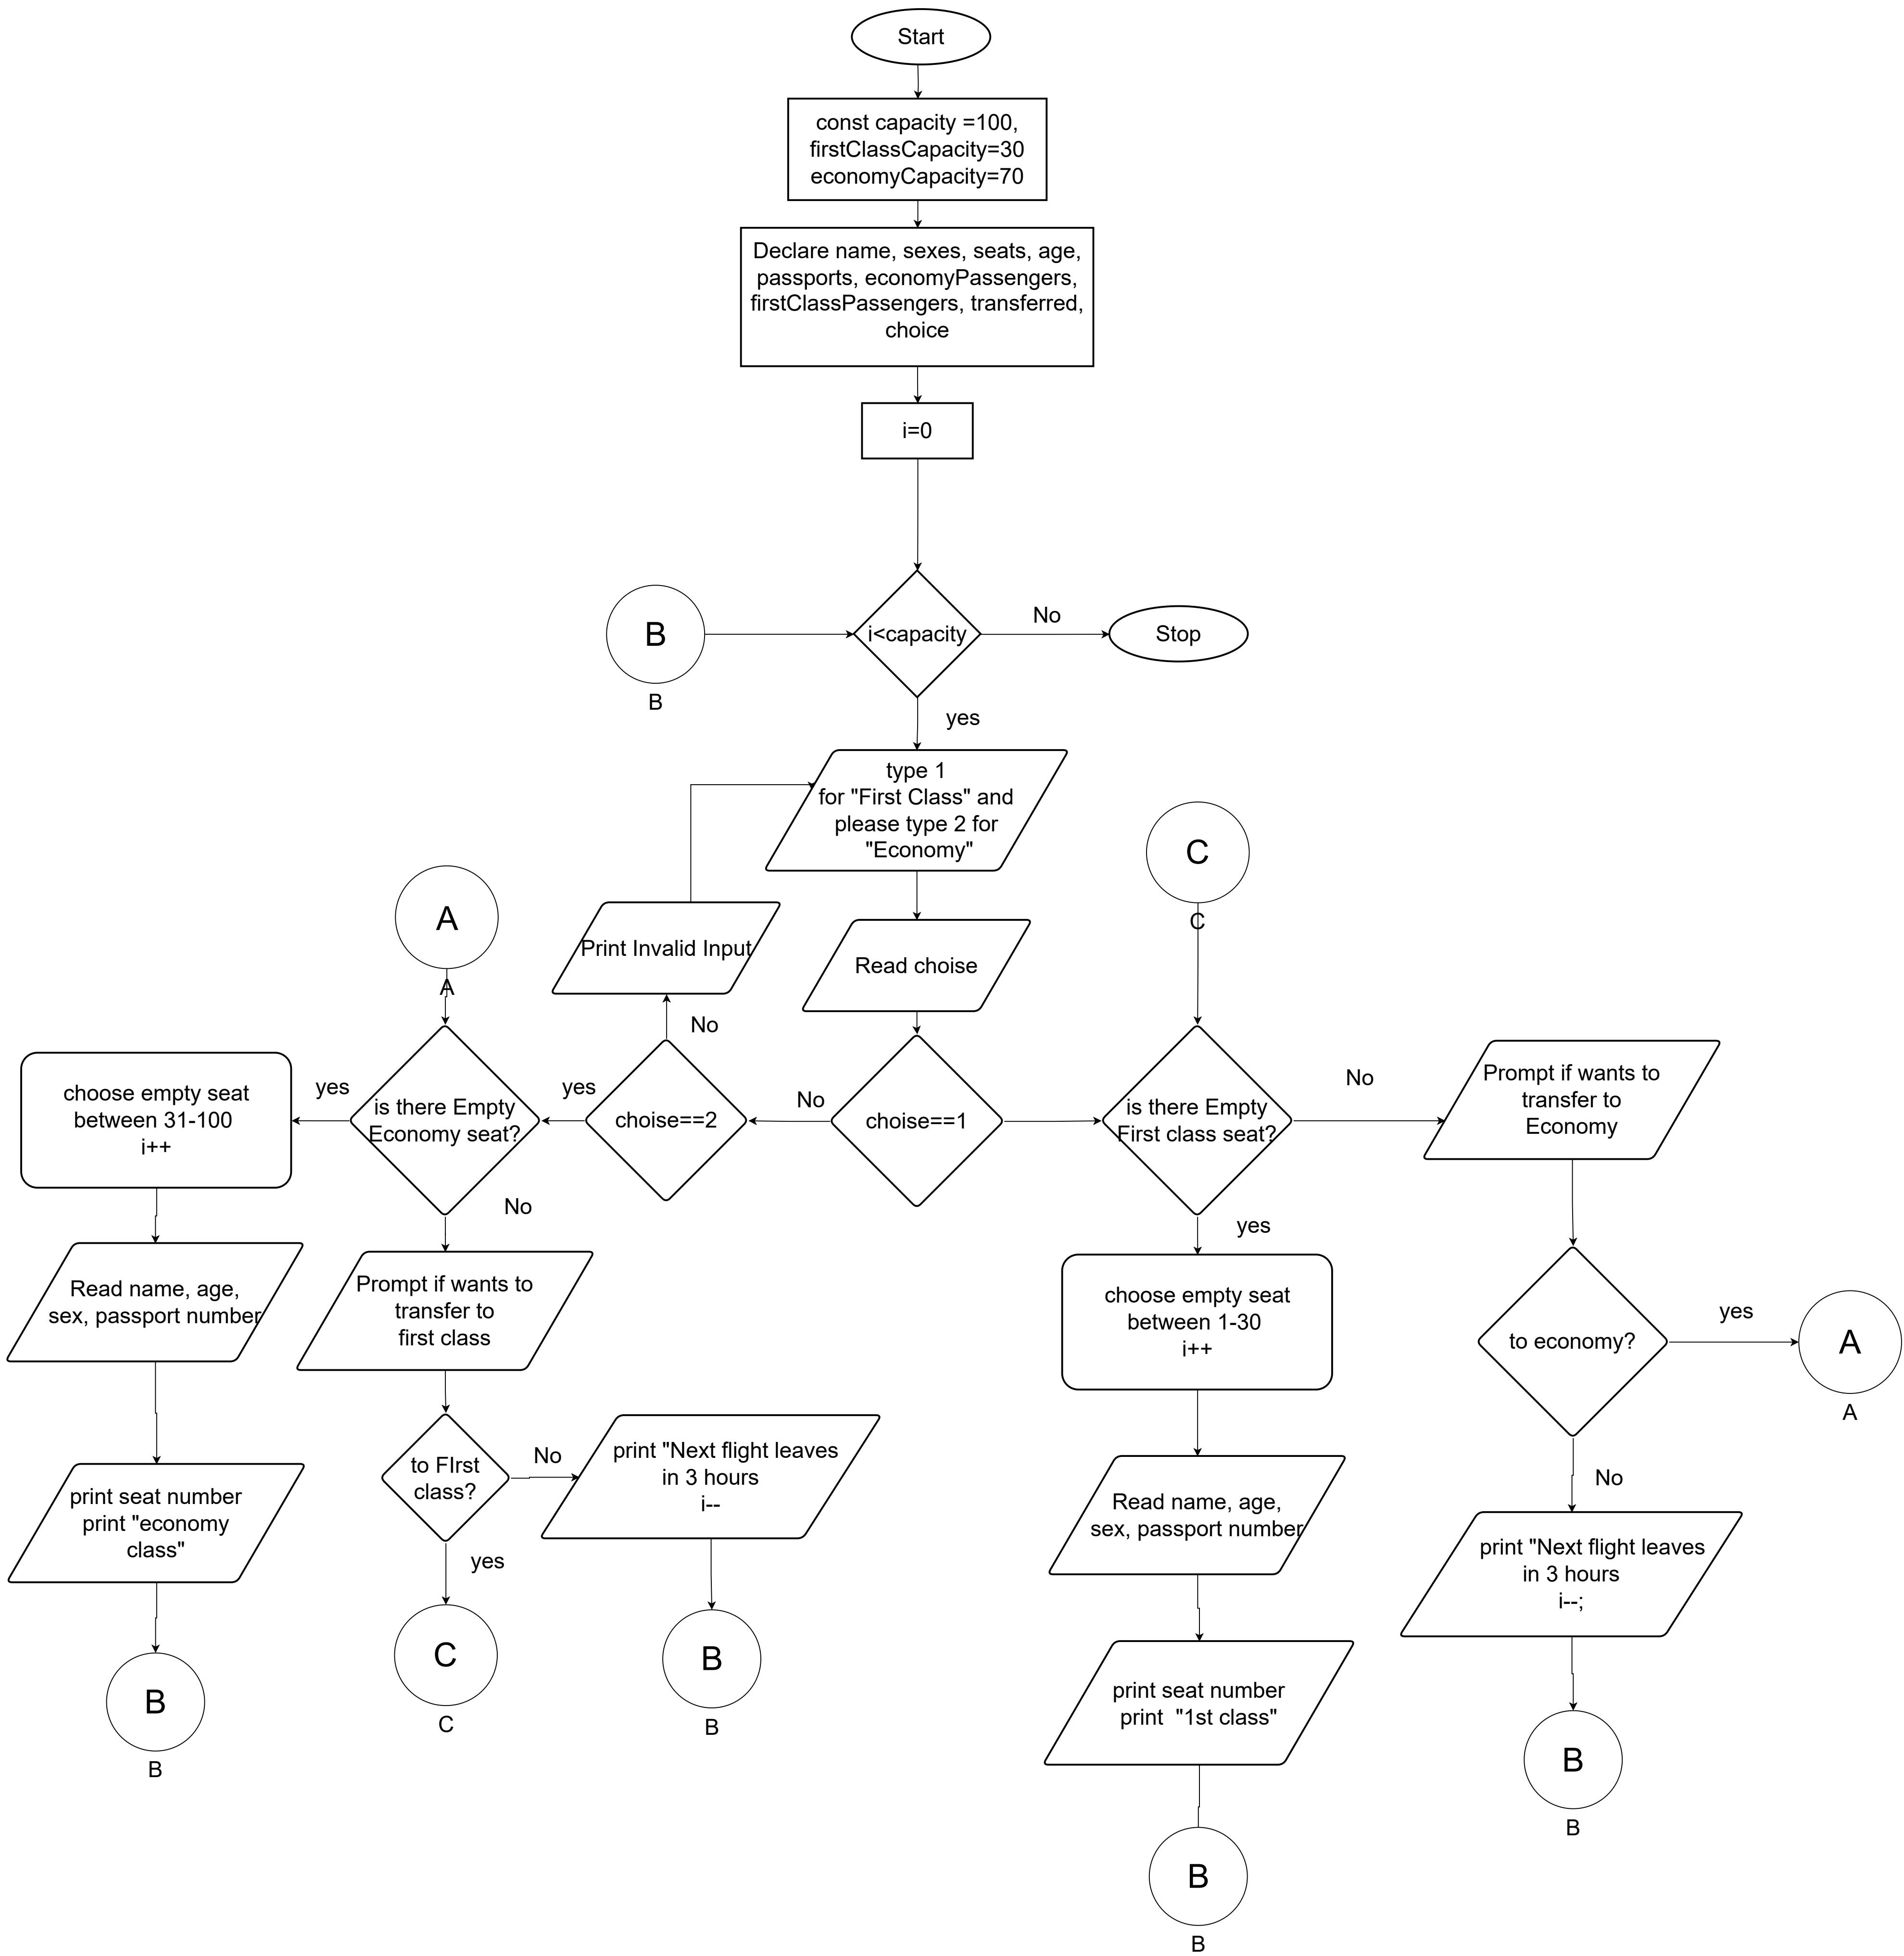 Start
const capacity =100,
firstClassCapacity=30
economyCapacity=70
Declare name, sexes, seats, age,
passports, economyPassengers,
firstClassPassengers, transferred,
choice
i=0
B
B
i<capacity
No
Stop
yes
type 1
for "First Class" and
please type 2 for
"Economy"
C
C
A
A
Print Invalid Input
Read choise
No
choose empty seat
between 31-100
i++
yes
is there Empty
Economy seat?
yes
choise==2
No
choise==1
is there Empty
First class seat?
No
Prompt if wants to
transfer to
Economy
No
yes
Read name, age,
sex, passport number
Prompt if wants to
transfer to
first class
choose empty seat
between 1-30
i++
to economy?
yes
A
A
to FIrst
class?
No
print "Next flight leaves
in 3 hours
i--
No
print seat number
print "economy
class"
yes
Read name, age,
sex, passport number
print "Next flight leaves
in 3 hours
i--;
B
B
C
C
B
B
print seat number
print "1st class"
B
B
B
B